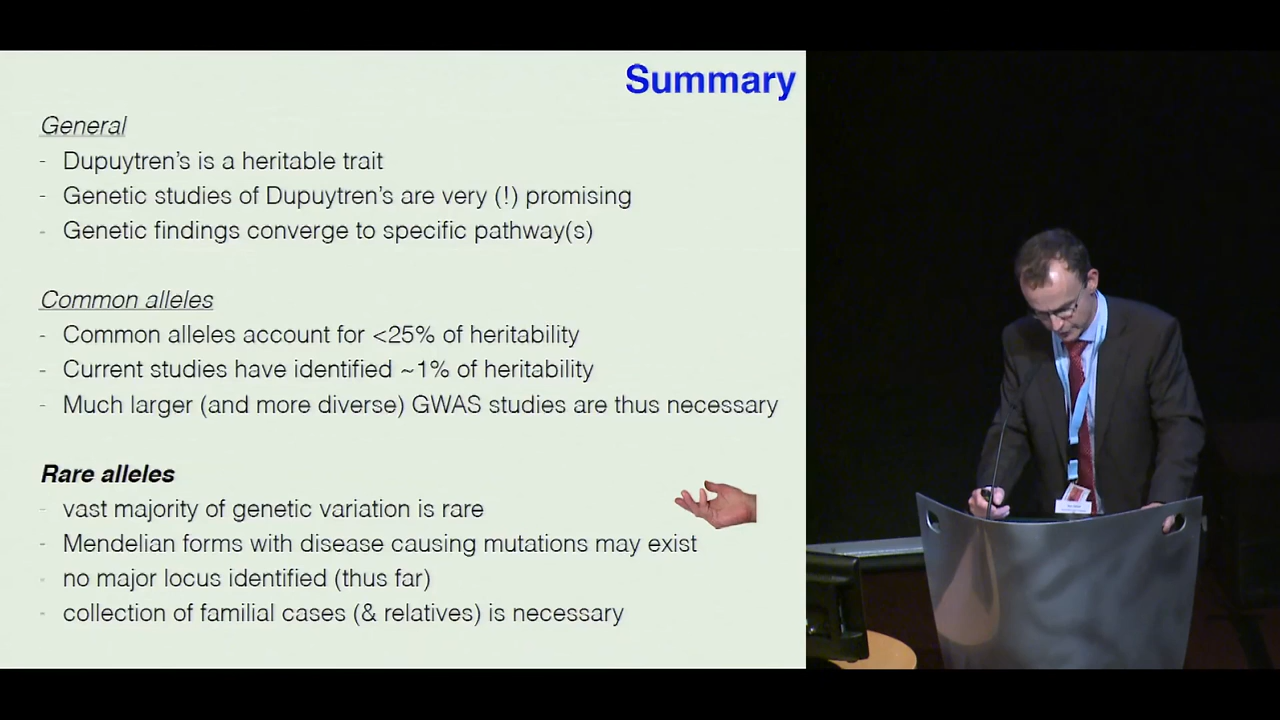 Summary
General
- Dupuytren’s is a heritable trait
- Genetic studies of Dupuytren’s are very (!) promising
- Genetic findings converge to specific pathway(s)
Common alleles
- Common alleles account for <25% of heritability
- Current studies have identified ~1% of heritability
- Much larger (and more diverse) GWAS studies are thus necessary
Rare alleles
- vast majority of genetic variation is rare
- Mendelian forms with disease causing mutations may exist
- no major locus identified (thus far)
- collection of familial cases (& relatives) is necessary